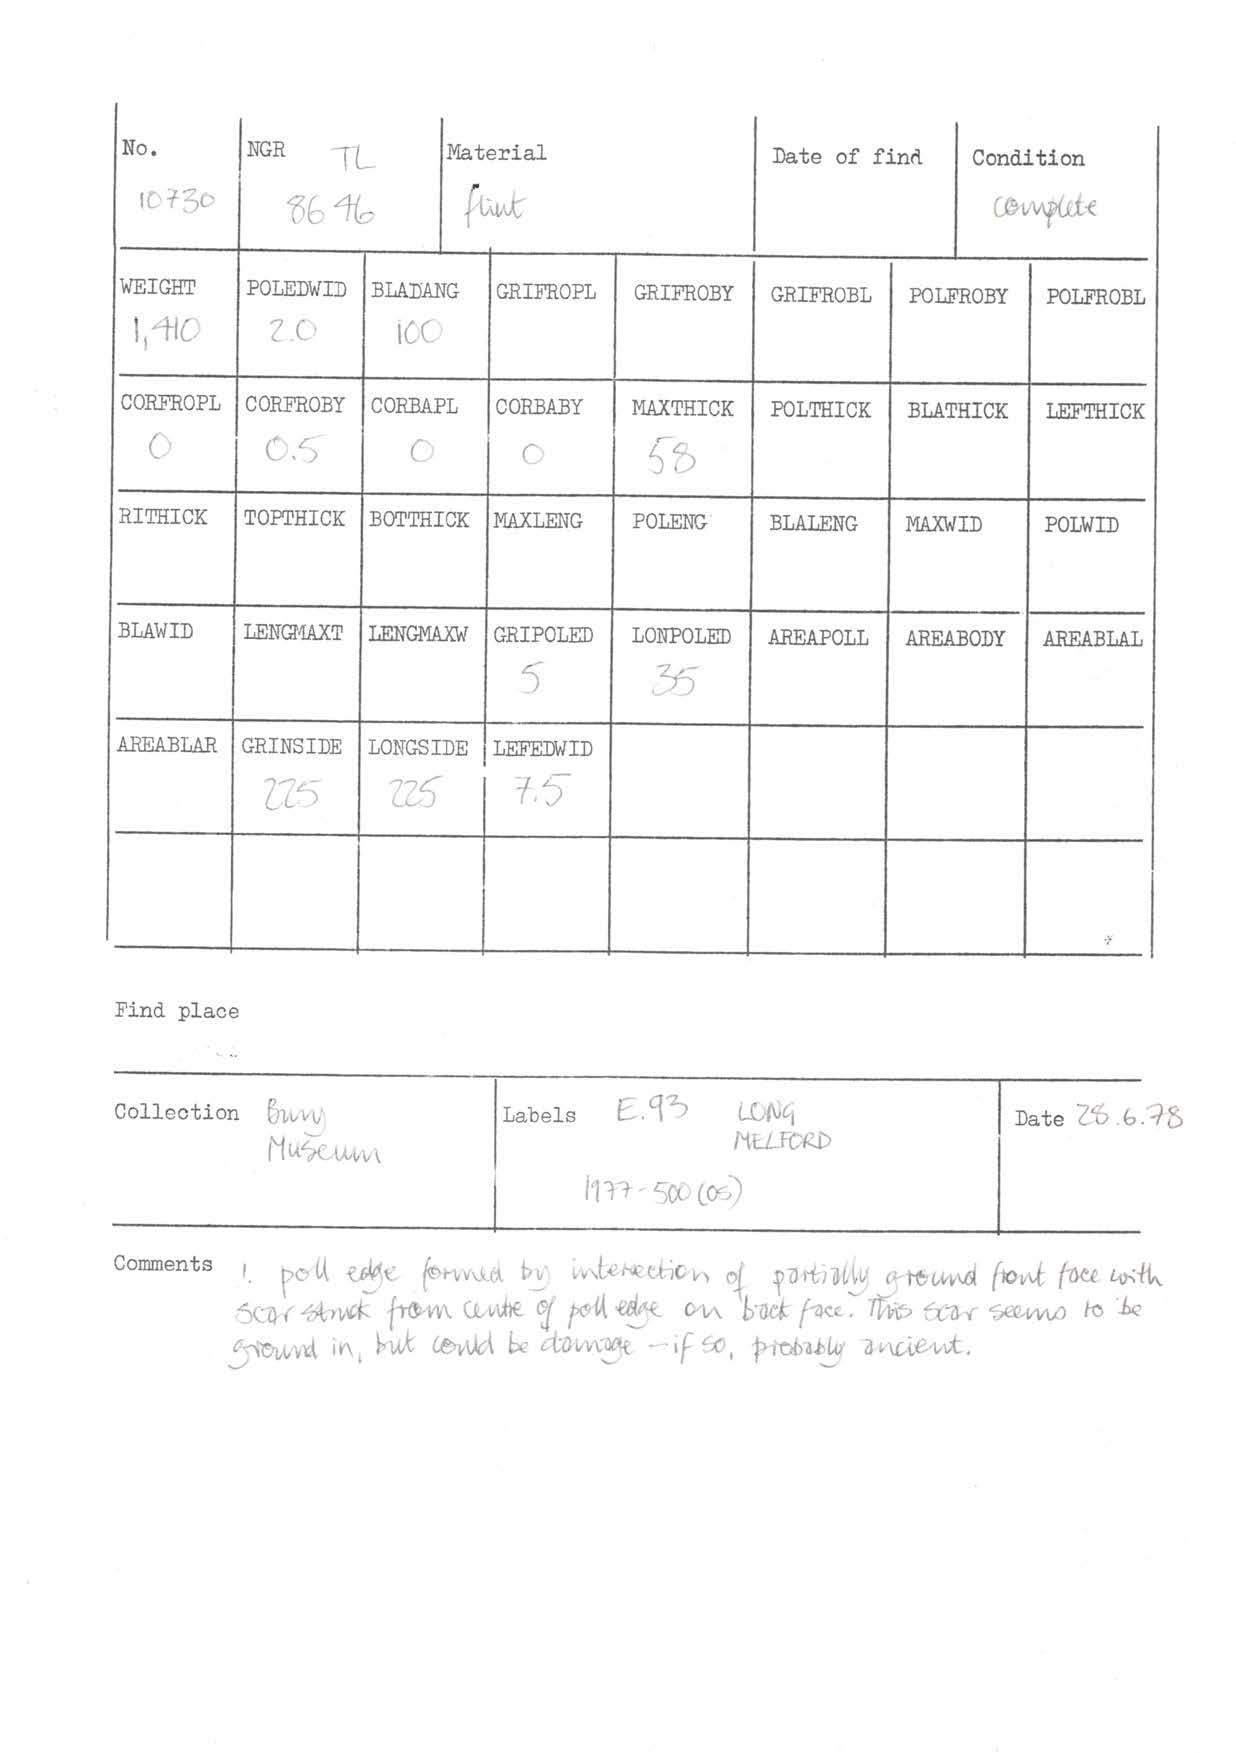 No. NGR TL Material Date of find Condition
10730 8646 flint complete
WEIGHT POLEDWID BLADANG GRIFROPL GRIFROBY GRIFROBL POLFROBY POLFROBL
1,410 2.0 100
CORFROPL CORFROBY CORBAPL CORBABY MAXTHICK POLTHICK BLATHICK LEFTHICK
0 0.5 0 0 58
RITHICK TOPTHICK BOTTHICK MAXLENG POLENG BLALENG MAXWID POLWID
BLAWID LENGMAXT LENGMAXW GRIPOLED LONPOLED AREAPOLL AREABODY AREABLAL
5 35
AREABLAR GRINSIDE LONGSIDE LEFEDWID
225 225 7.5
Find place
Collection Bury Labels E.93 LONG Date 28.6.78
Museum MELFORD
1977-500(OS)
Comments 1. poll edge formed by intersection of partially ground front face with
scar struck from centre of poll edge on back face. This scar seems to be
ground in, but could be damage - if so, probably ancient.